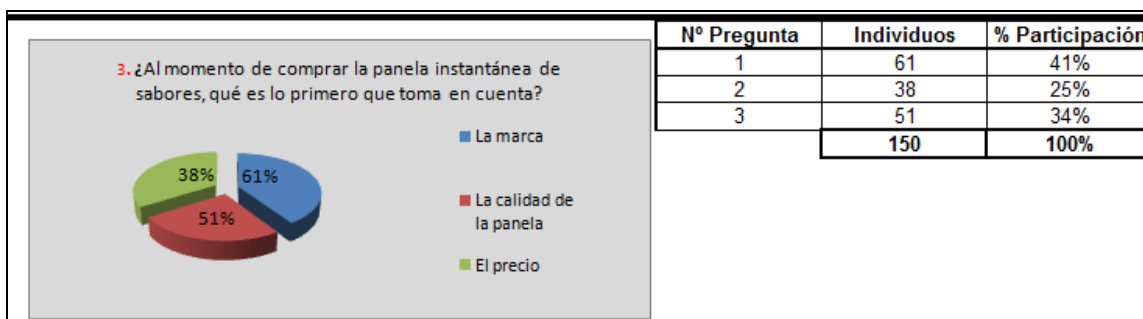 3. ¿Al momento de comprar la panela instantánea de
sabores, qué es lo primero que toma en cuenta?
La marca
38%
61%
51%
La calidad de
la panela
El precio
Nº Pregunta Individuos % Participación
1 61 41%
2 38 25%
3 51 34%
150 100%